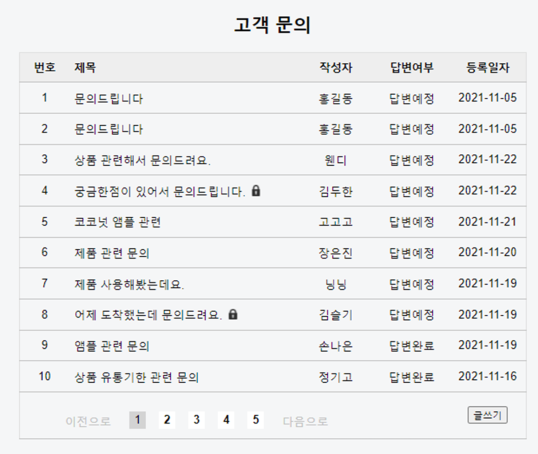 고객 문의
번호 제목 작성자 답변여부 등록일자
1 문의드립니다 홍길동 답변예정 2021-11-05
2 문의드립니다 홍길동 답변예정 2021-11-05
3 상품 관련해서 문의드려요. 웬디 답변예정 2021-11-22
4 궁금한점이 있어서 문의드립니다. 김두한 답변예정 2021-11-22
5 코코넛 앰플 관련 고고고 답변예정 2021-11-21
6 제품 관련 문의 장은진 답변예정 2021-11-20
7 제품 사용해봤는데요. 닝닝 답변예정 2021-11-19
8 어제 도착했는데 문의드려요. 김슬기 답변예정 2021-11-19
9 앰플 관련 문의 손나은 답변완료 2021-11-19
10 상품 유통기한 관련 문의 정기고 답변완료 2021-11-16
이전으로 1 2 3 4 5 다음으로 글쓰기